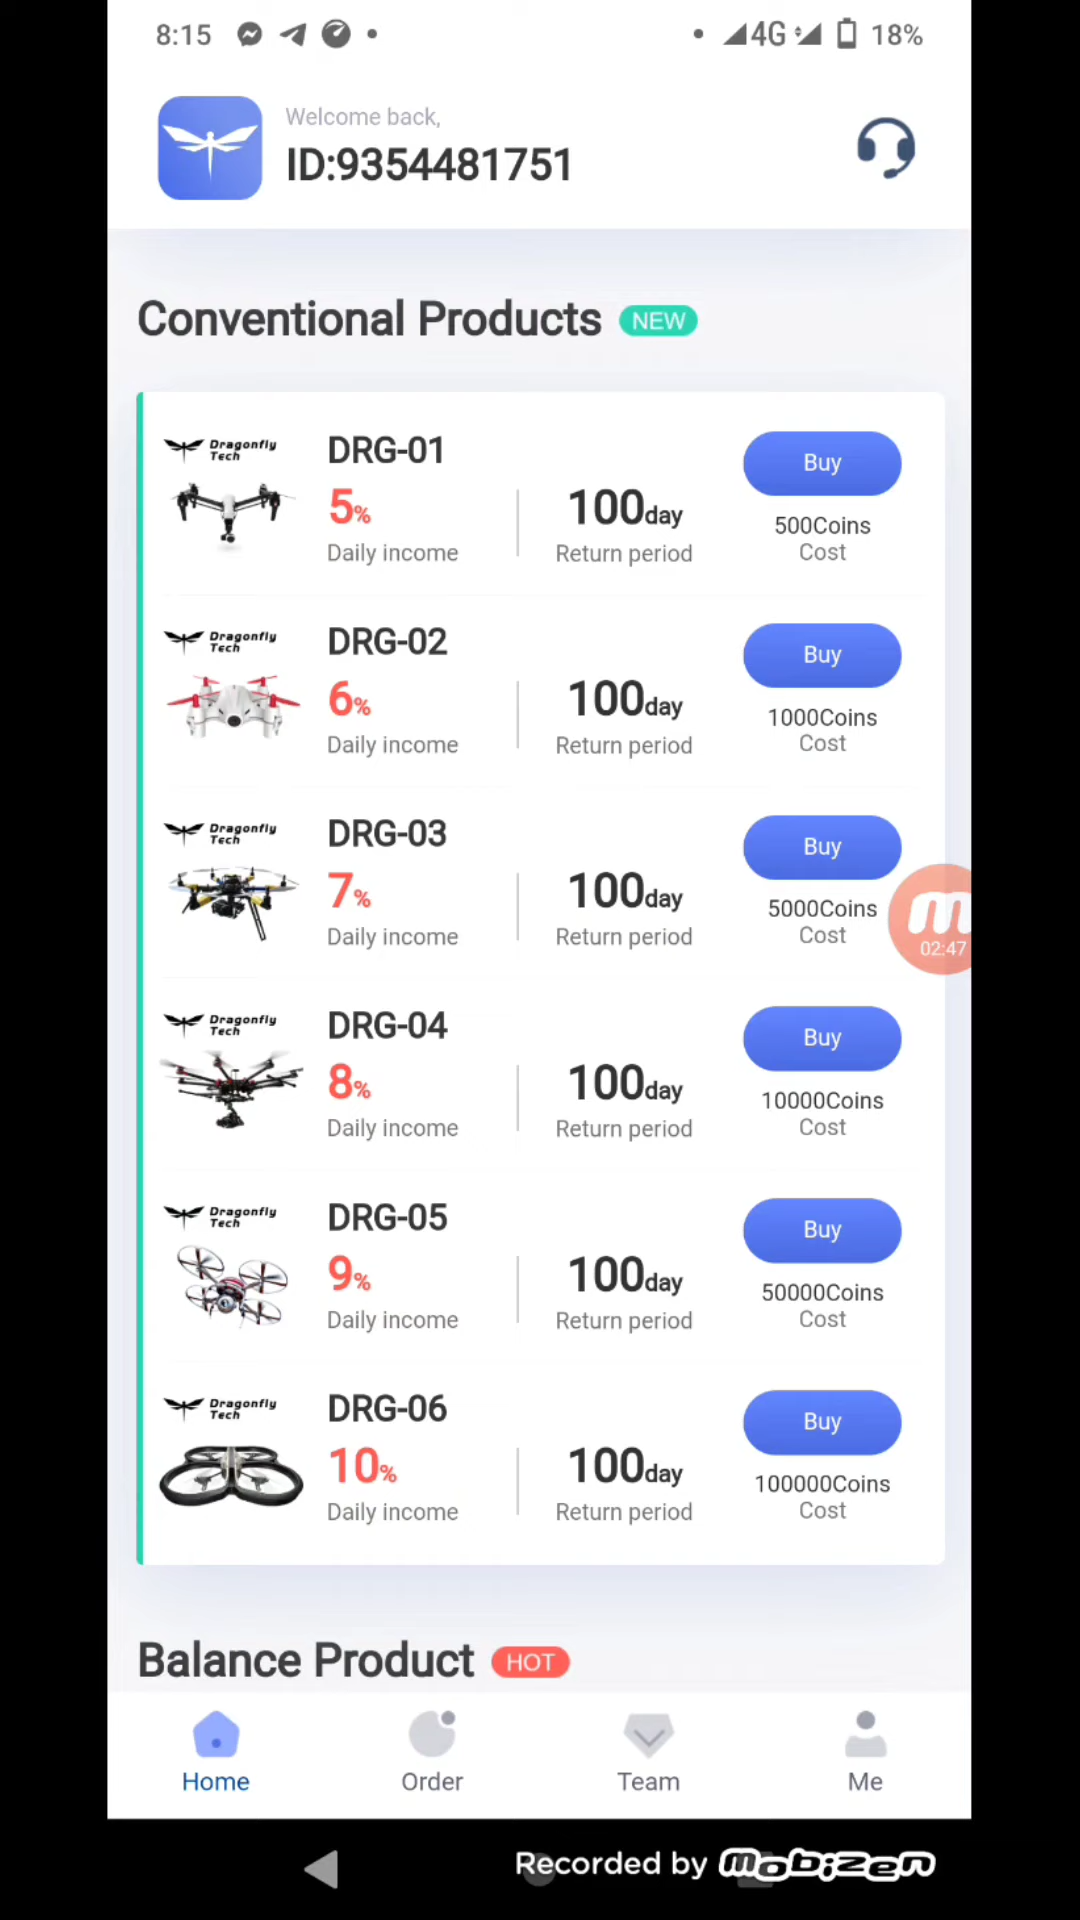 8:15 4G 18%
Welcome back,
ID:9354481751
Conventional Products NEW
Dragonfly Tech
DRG-01
5% 100day
Daily income Return period
Buy
500Coins
Cost
Dragonfly Tech
DRG-02
6% 100day
Daily income Return period
Buy
1000Coins
Cost
Dragonfly Tech
DRG-03
7% 100day
Daily income Return period
Buy
5000Coins
Cost
02:47
Dragonfly Tech
DRG-04
8% 100day
Daily income Return period
Buy
10000Coins
Cost
Dragonfly Tech
DRG-05
9% 100day
Daily income Return period
Buy
50000Coins
Cost
Dragonfly Tech
DRG-06
10% 100day
Daily income Return period
Buy
100000Coins
Cost
Balance Product HOT
Home Order Team Me
Recorded by mobizen